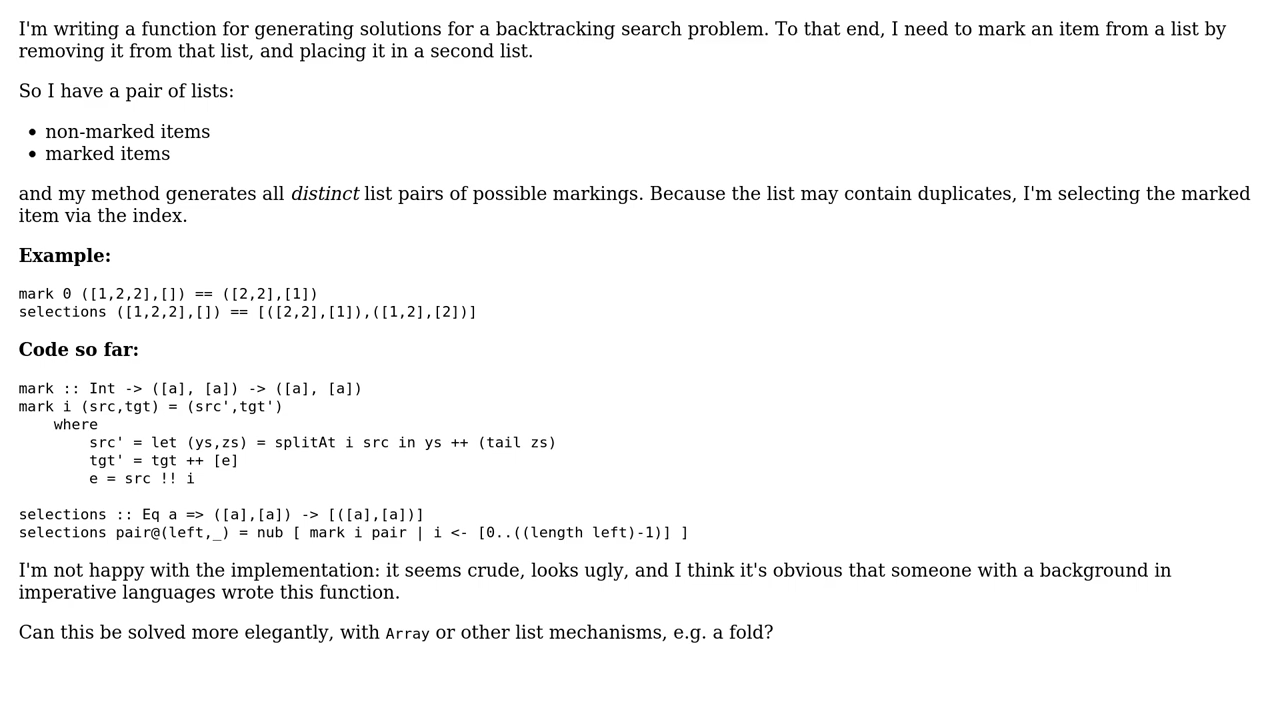 I'm writing a function for generating solutions for a backtracking search problem. To that end, I need to mark an item from a list by
removing it from that list, and placing it in a second list.
So I have a pair of lists:
• non-marked items
• marked items
and my method generates all distinct list pairs of possible markings. Because the list may contain duplicates, I'm selecting the marked
item via the index.
Example:
mark 0 ([1,2,2],[]) == ([2,2],[1])
selections ([1,2,2],[]) == [([2,2],[1]),([1,2],[2])]
Code so far:
mark :: Int -> ([a], [a]) -> ([a], [a])
mark i (src,tgt) = (src',tgt')
    where
        src' = let (ys,zs) = splitAt i src in ys ++ (tail zs)
        tgt' = tgt ++ [e]
        e = src !! i
selections :: Eq a => ([a],[a]) -> [([a],[a])]
selections pair@(left,_) = nub [ mark i pair | i <- [0..((length left)-1)] ]
I'm not happy with the implementation: it seems crude, looks ugly, and I think it's obvious that someone with a background in
imperative languages wrote this function.
Can this be solved more elegantly, with Array or other list mechanisms, e.g. a fold?